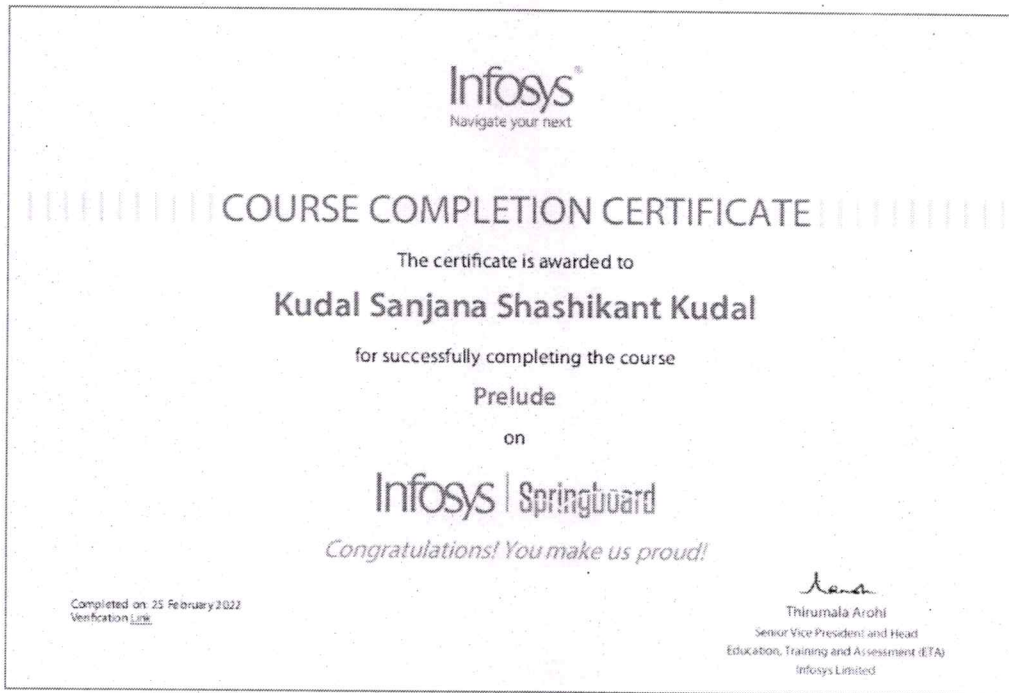 Infosys®
Navigate your next
COURSE COMPLETION CERTIFICATE
The certificate is awarded to
Kudal Sanjana Shashikant Kudal
for successfully completing the course
Prelude
on
Infosys | Springboard
Congratulations! You make us proud!
Completed on: 25 February 2022
Verification Link
Thirumala Arohi
Senior Vice President and Head
Education, Training and Assessment (ETA)
Infosys Limited